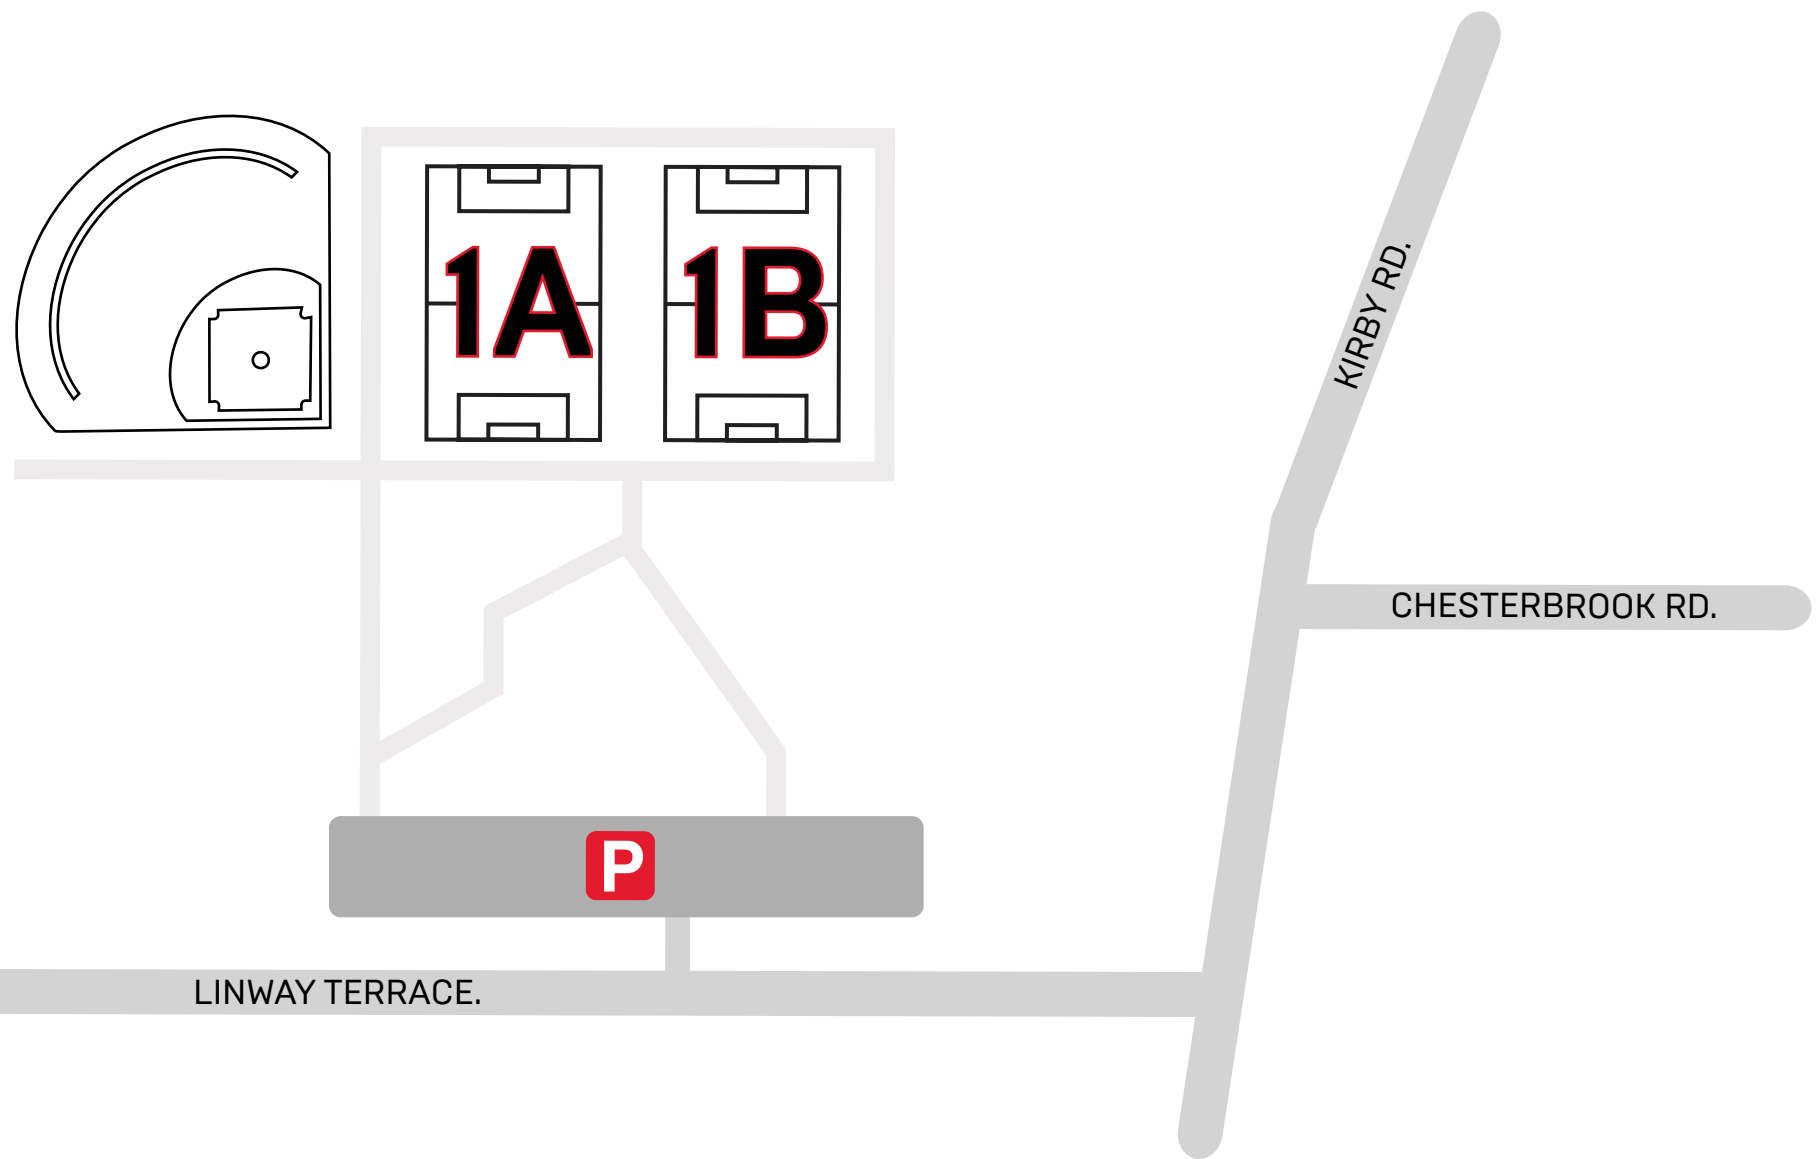 1A
1B
KIRBY RD.
CHESTERBROOK RD.
P
LINWAY TERRACE.